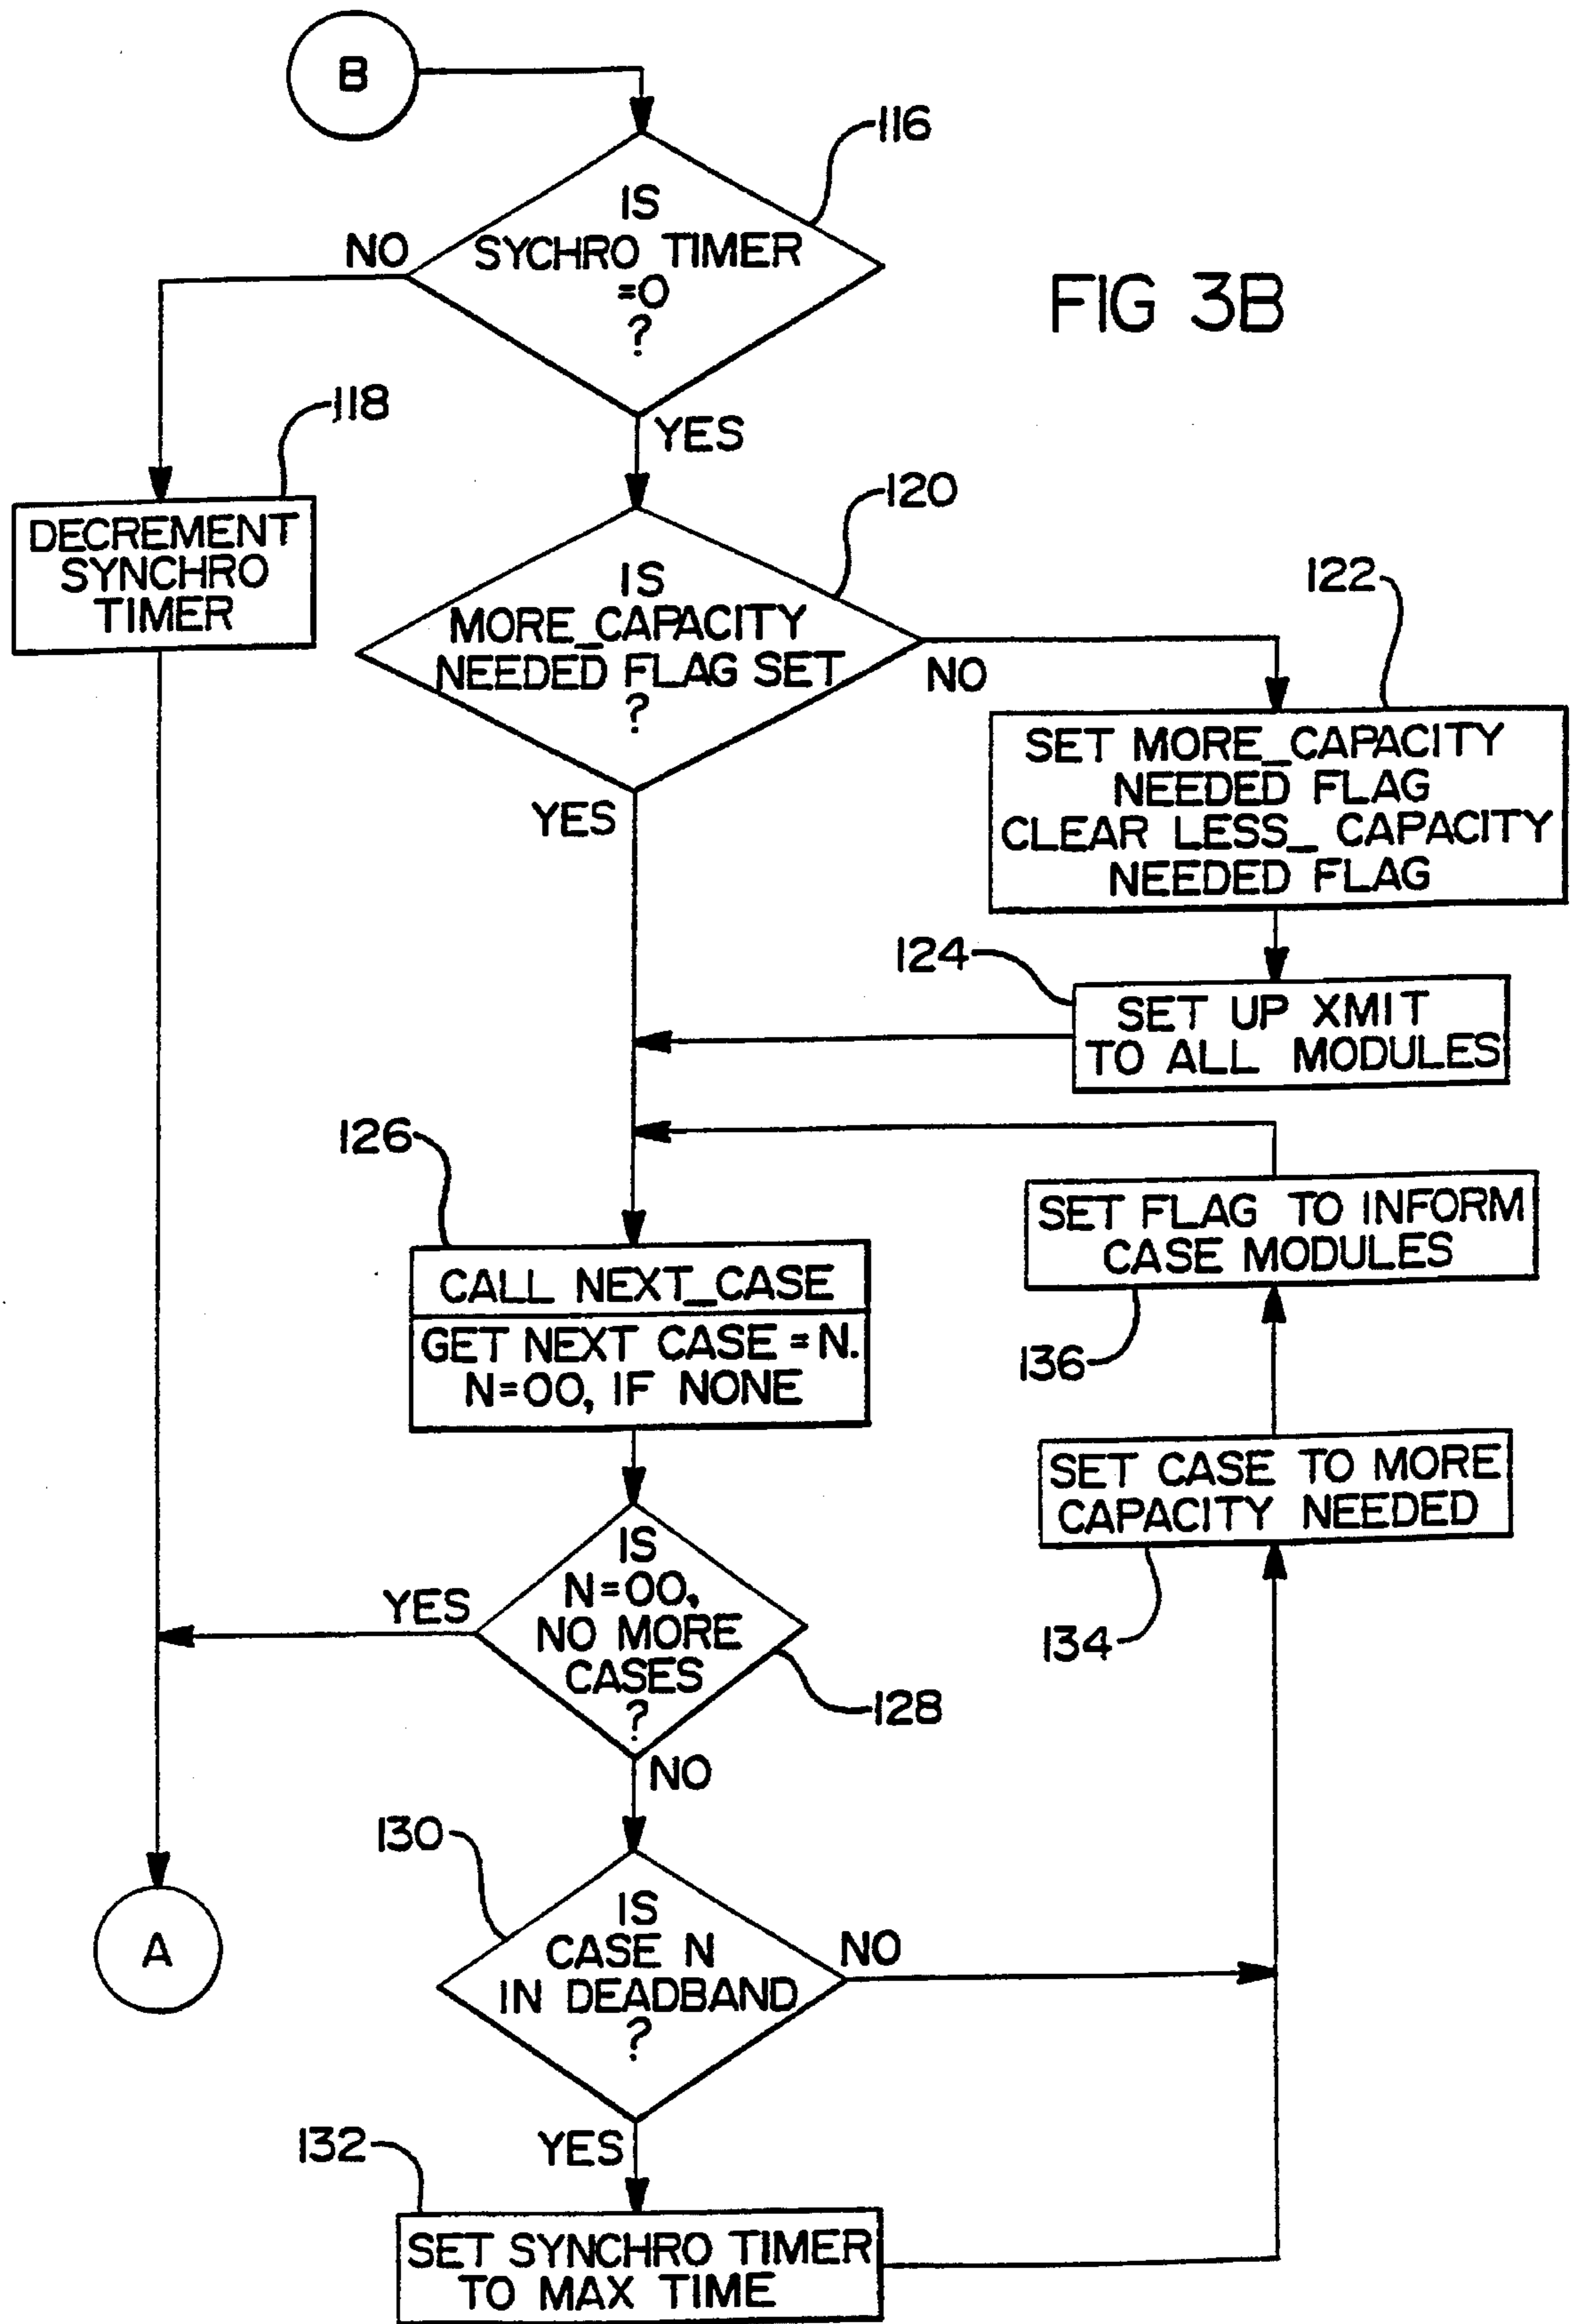 B
116
IS
SYCHRO TIMER
=0
?
NO
YES
FIG 3B
118
DECREMENT
SYNCHRO
TIMER
120
IS
MORE_CAPACITY
NEEDED FLAG SET
?
NO
YES
122
SET MORE_CAPACITY
NEEDED FLAG
CLEAR LESS_ CAPACITY
NEEDED FLAG
124
SET UP XMIT
TO ALL MODULES
126
CALL NEXT_CASE
GET NEXT CASE = N.
N=00, IF NONE
SET FLAG TO INFORM
CASE MODULES
136
SET CASE TO MORE
CAPACITY NEEDED
134
IS
N=00,
NO MORE
CASES
?
YES
128
NO
130
IS
CASE N
IN DEADBAND
?
NO
A
YES
132
SET SYNCHRO TIMER
TO MAX TIME